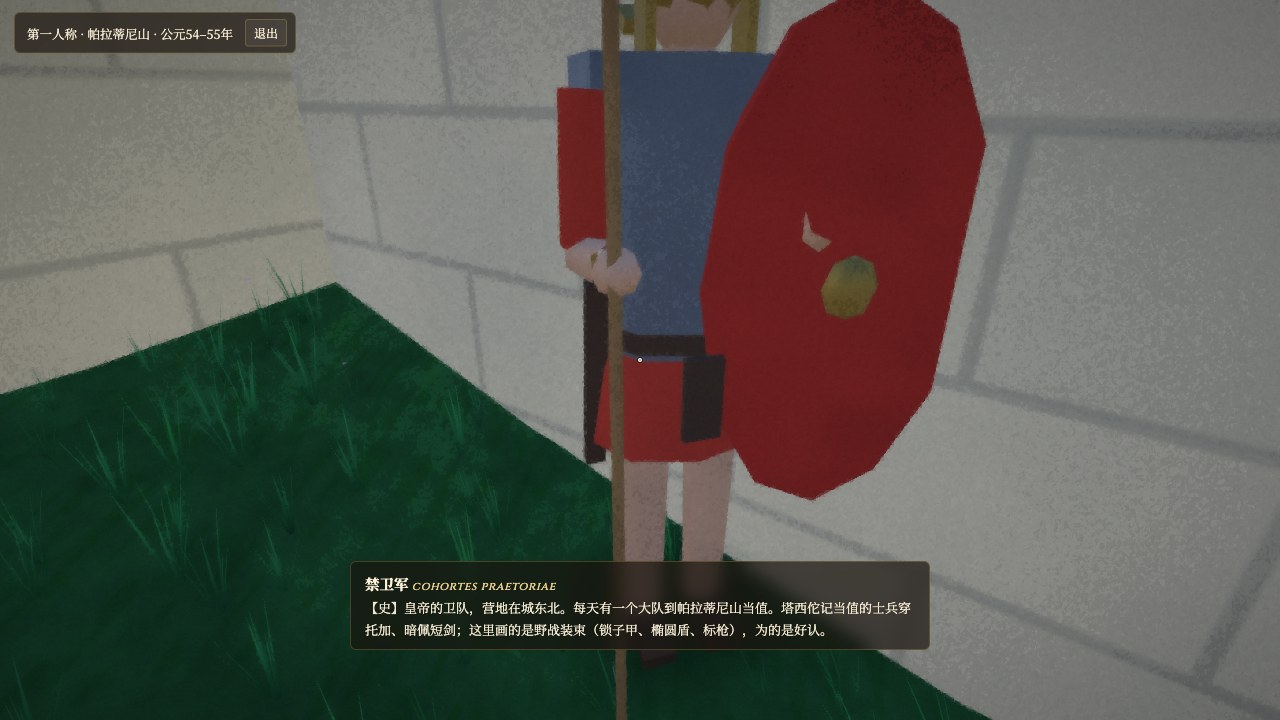 第一人称 · 帕拉蒂尼山 · 公元54–55年 退出
禁卫军 COHORTES PRAETORIAE
【史】皇帝的卫队，营地在城东北。每天有一个大队到帕拉蒂尼山当值。塔西佗记当值的士兵穿
托加、暗佩短剑；这里画的是野战装束（锁子甲、椭圆盾、标枪），为的是好认。